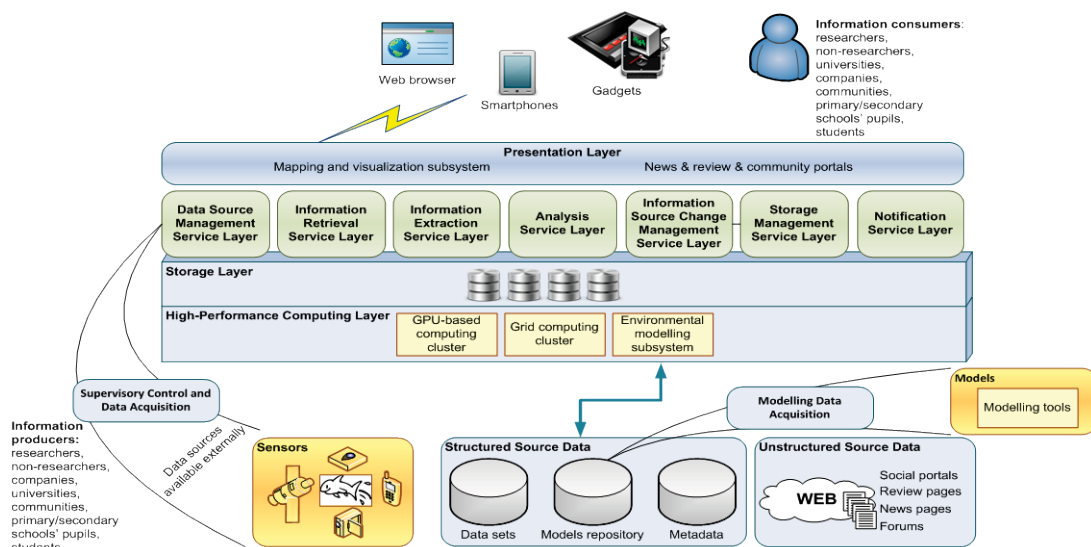 Web browser
Smartphones
Gadgets
Information consumers:
researchers,
non-researchers,
universities,
companies,
communities,
primary/secondary
schools' pupils,
students
Presentation Layer
Mapping and visualization subsystem
News & review & community portals
Data Source
Management
Service Layer
Information
Retrieval
Service Layer
Information
Extraction
Service Layer
Analysis
Service Layer
Information
Source Change
Management
Service Layer
Storage
Management
Service Layer
Notification
Service Layer
Storage Layer
High-Performance Computing Layer
GPU-based
computing
cluster
Grid computing
cluster
Environmental
modelling
subsystem
Supervisory Control and
Data Acquisition
Modelling Data
Acquisition
Models
Modelling tools
Information
producers:
researchers,
non-researchers,
companies,
universities,
communities,
primary/secondary
schools' pupils,
students
Data sources
available externally
Sensors
Structured Source Data
Data sets
Models repository
Metadata
Unstructured Source Data
WEB
Social portals
Review pages
News pages
Forums